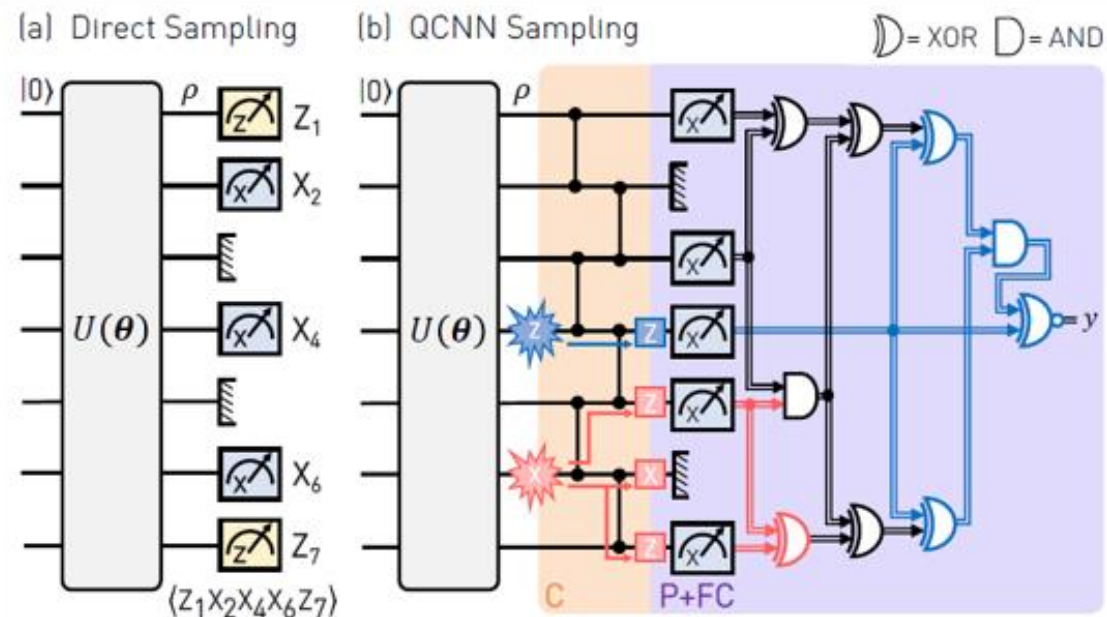 (a) Direct Sampling
(b) QCNN Sampling
= XOR = AND
|0⟩
ρ
U(θ)
Z Z₁
X X₂
X X₄
X X₆
Z Z₇
⟨Z₁X₂X₄X₆Z₇⟩
|0⟩
ρ
U(θ)
X
X
Z Z X
Z X
X X
Z X
y
C
P+FC